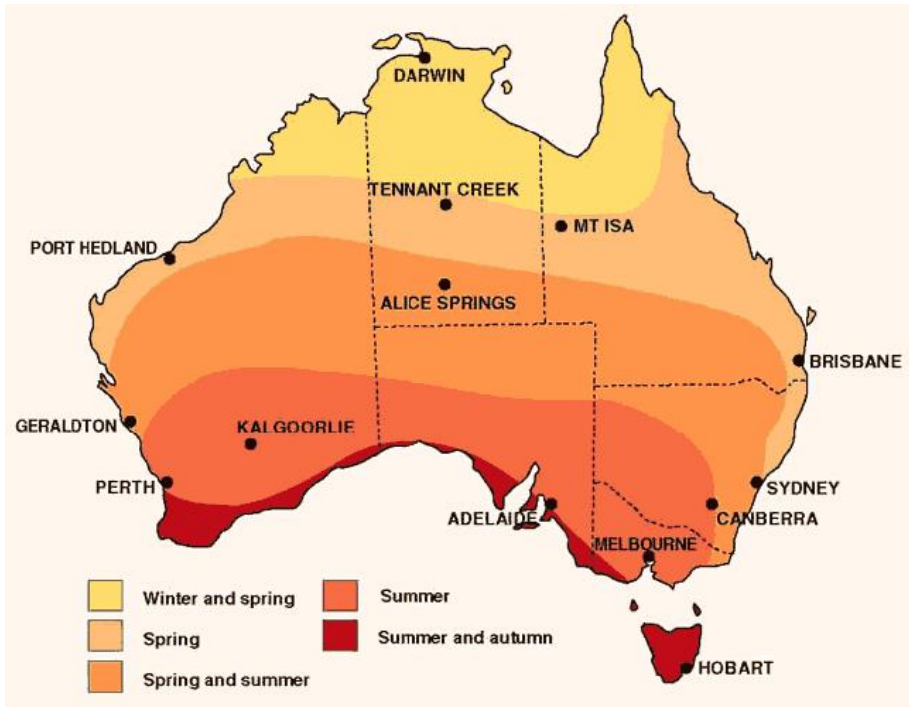 DARWIN
TENNANT CREEK
MT ISA
PORT HEDLAND
ALICE SPRINGS
BRISBANE
GERALDTON
KALGOORLIE
PERTH
SYDNEY
ADELAIDE
CANBERRA
MELBOURNE
Winter and spring
Summer
Spring
Summer and autumn
Spring and summer
HOBART